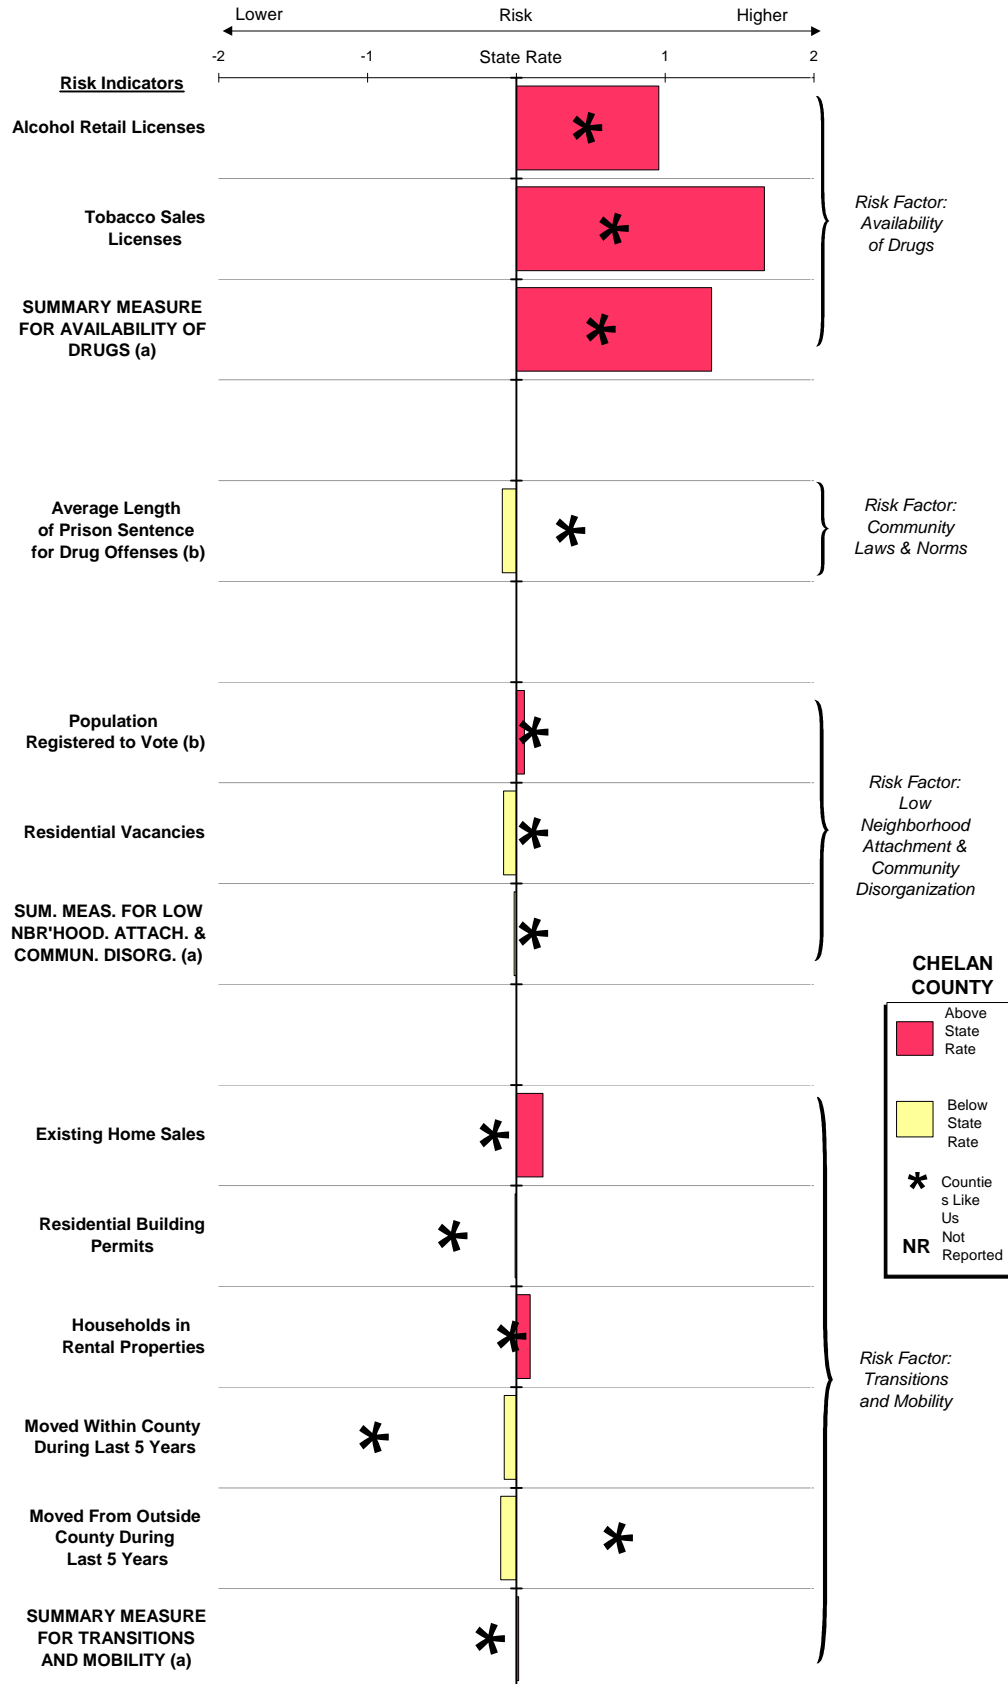 Lower Risk Higher
-2 -1 State Rate 1 2
Risk Indicators
Alcohol Retail Licenses
Tobacco Sales
Licenses
SUMMARY MEASURE
FOR AVAILABILITY OF
DRUGS (a)
Risk Factor:
Availability
of Drugs
Average Length
of Prison Sentence
for Drug Offenses (b)
Risk Factor:
Community
Laws & Norms
Population
Registered to Vote (b)
Residential Vacancies
SUM. MEAS. FOR LOW
NBR'HOOD. ATTACH. &
COMMUN. DISORG. (a)
Risk Factor:
Low
Neighborhood
Attachment &
Community
Disorganization
CHELAN
COUNTY
Above
State
Rate
Below
State
Rate
* Countie
s Like
Us
NR Not
Reported
Existing Home Sales
Residential Building
Permits
Households in
Rental Properties
Moved Within County
During Last 5 Years
Moved From Outside
County During
Last 5 Years
SUMMARY MEASURE
FOR TRANSITIONS
AND MOBILITY (a)
Risk Factor:
Transitions
and Mobility